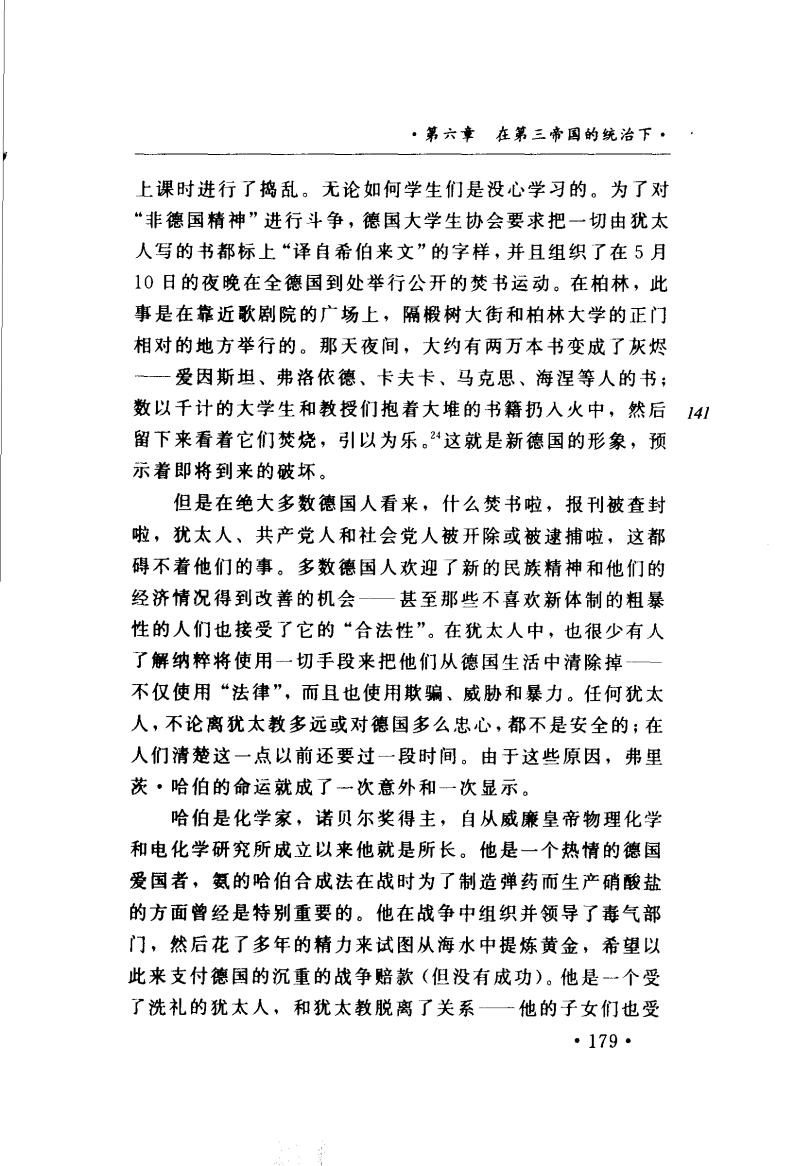 ·第六章 在第三帝国的统治下·
上课时进行了捣乱。无论如何学生们是没心学习的。为了对
“非德国精神”进行斗争，德国大学生协会要求把一切由犹太
人写的书都标上“译自希伯来文”的字样，并且组织了在5月
10日的夜晚在全德国到处举行公开的焚书运动。在柏林，此
事是在靠近歌剧院的广场上，隔椴树大街和柏林大学的正门
相对的地方举行的。那天夜间，大约有两万本书变成了灰烬
——爱因斯坦、弗洛依德、卡夫卡、马克思、海涅等人的书；
数以千计的大学生和教授们抱着大堆的书籍扔入火中，然后 141
留下来看着它们焚烧，引以为乐。24这就是新德国的形象，预
示着即将到来的破坏。
但是在绝大多数德国人看来，什么焚书啦，报刊被查封
啦，犹太人、共产党人和社会党人被开除或被逮捕啦，这都
碍不着他们的事。多数德国人欢迎了新的民族精神和他们的
经济情况得到改善的机会——甚至那些不喜欢新体制的粗暴
性的人们也接受了它的“合法性”。在犹太人中，也很少有人
了解纳粹将使用一切手段来把他们从德国生活中清除掉——
不仅使用“法律”，而且也使用欺骗、威胁和暴力。任何犹太
人，不论离犹太教多远或对德国多么忠心，都不是安全的；在
人们清楚这一点以前还要过一段时间。由于这些原因，弗里
茨·哈伯的命运就成了一次意外和一次显示。
哈伯是化学家，诺贝尔奖得主，自从威廉皇帝物理化学
和电化学研究所成立以来他就是所长。他是一个热情的德国
爱国者，氨的哈伯合成法在战时为了制造弹药而生产硝酸盐
的方面曾经是特别重要的。他在战争中组织并领导了毒气部
门，然后花了多年的精力来试图从海水中提炼黄金，希望以
此来支付德国的沉重的战争赔款（但没有成功）。他是一个受
了洗礼的犹太人，和犹太教脱离了关系——他的子女们也受
·179·